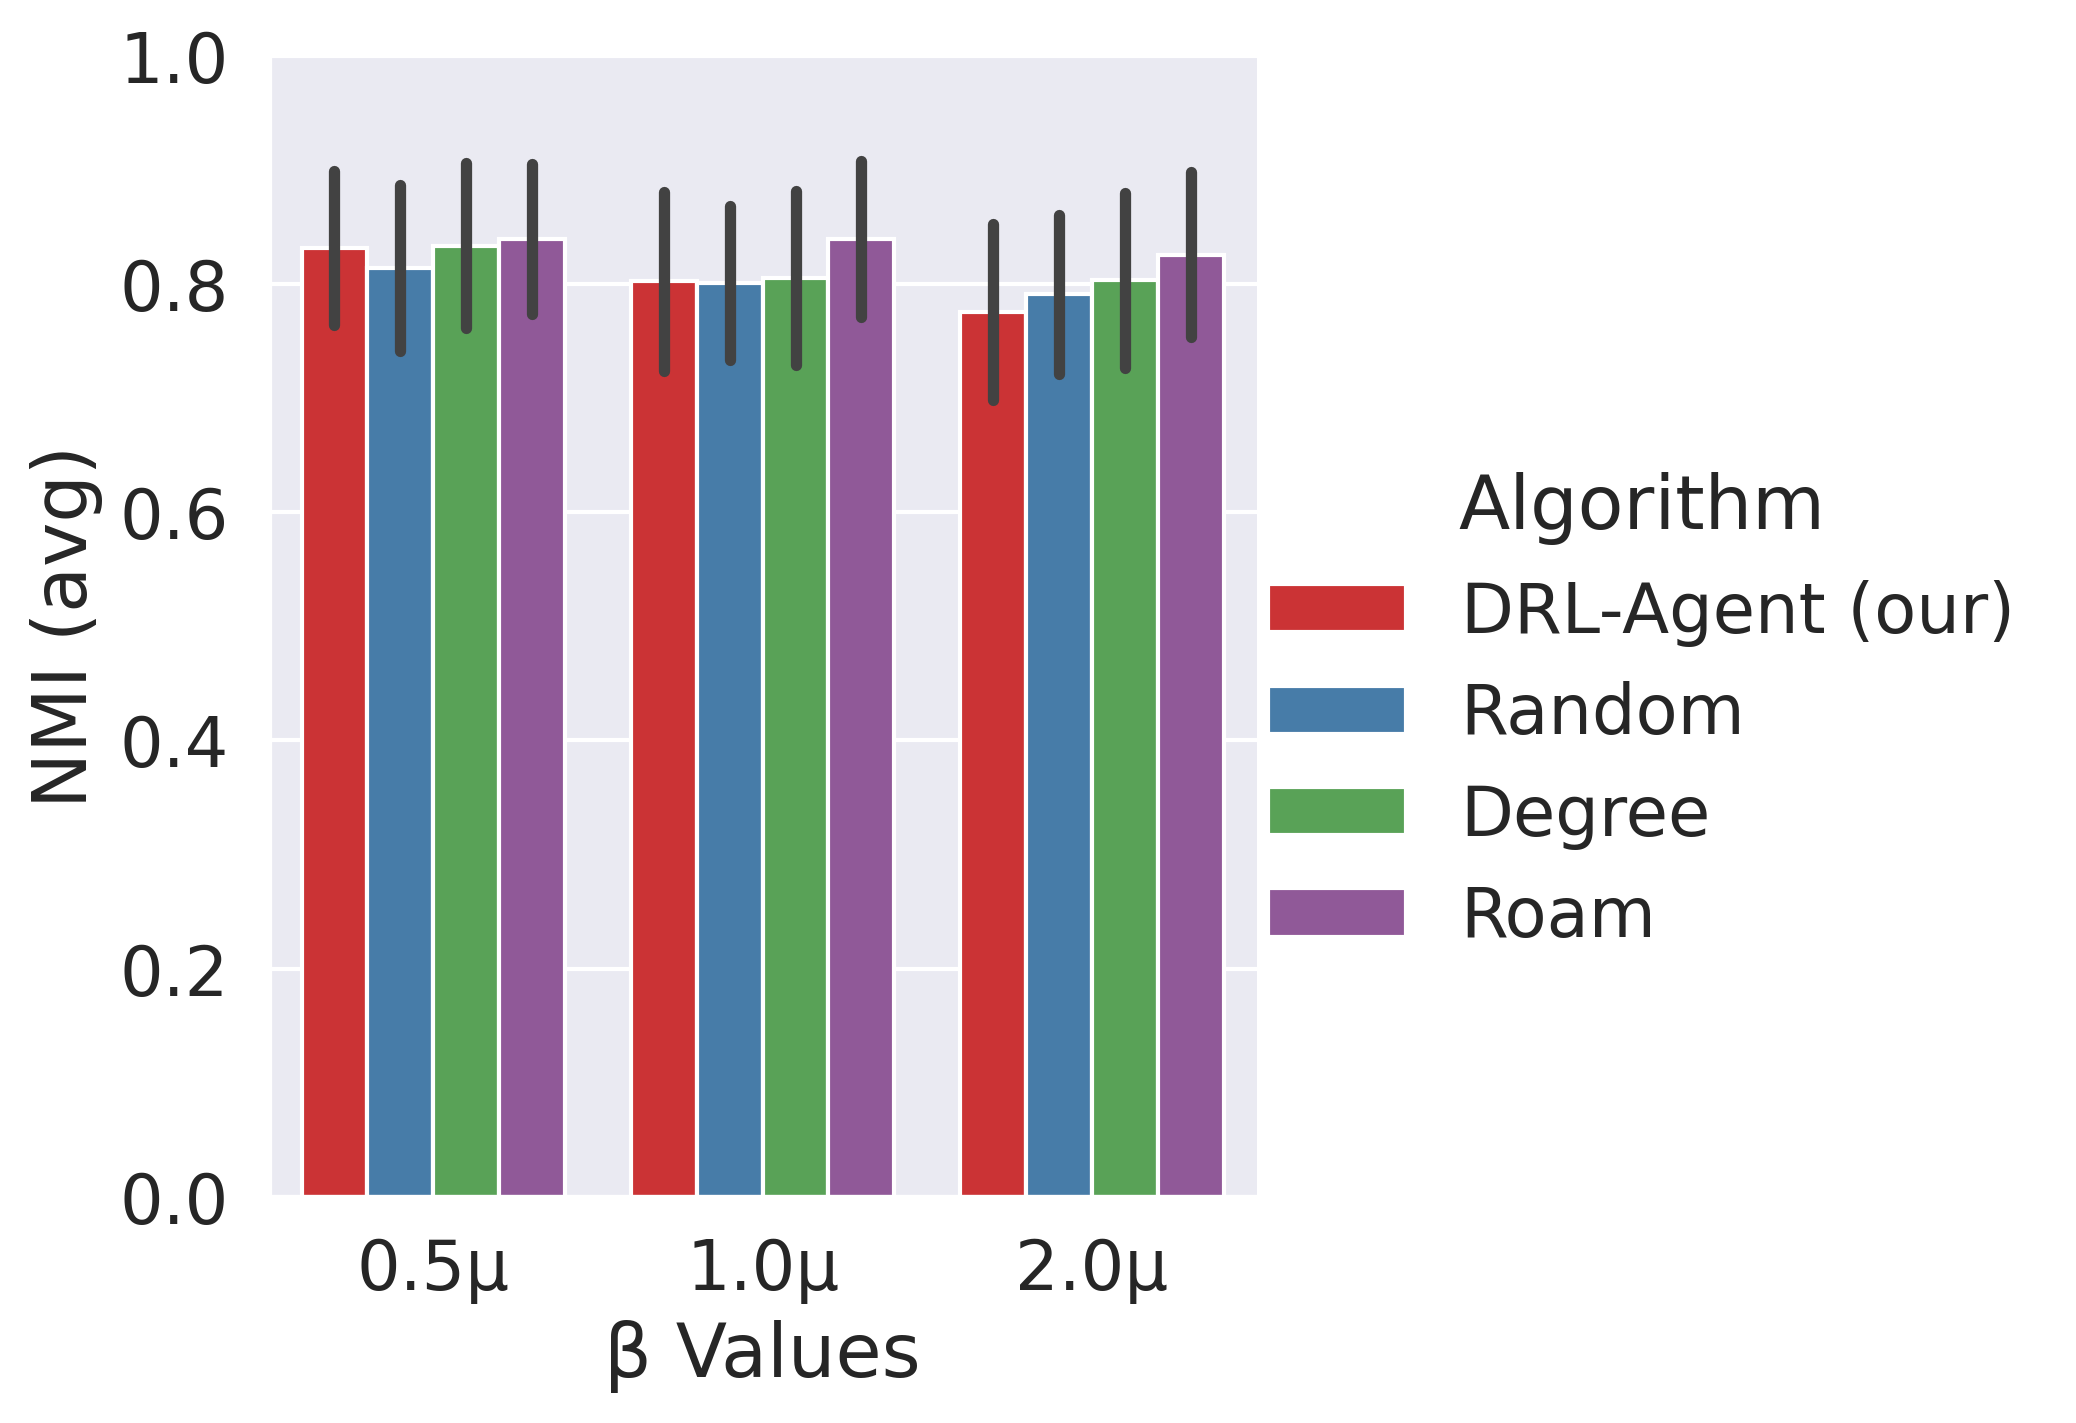 1.0
0.8
0.6
0.4
0.2
0.0
NMI (avg)
0.5μ 1.0μ 2.0μ
β Values
Algorithm
DRL-Agent (our)
Random
Degree
Roam